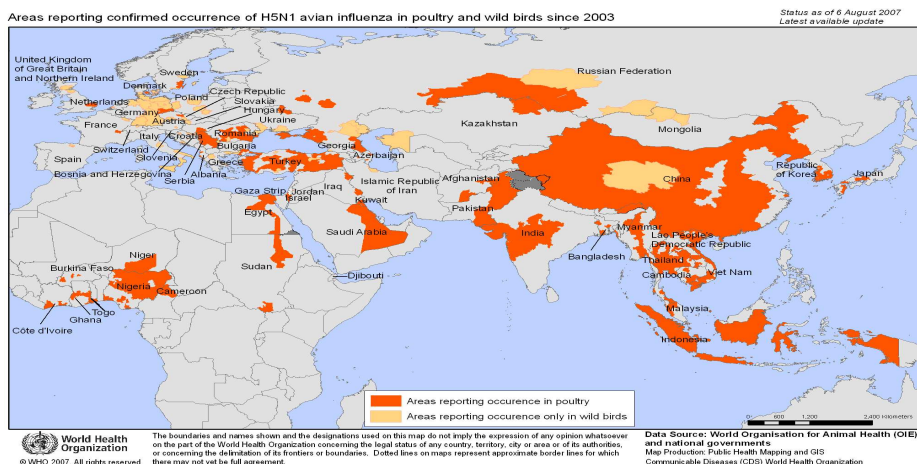 Areas reporting confirmed occurrence of H5N1 avian influenza in poultry and wild birds since 2003
Status as of 6 August 2007
Latest available update
United Kingdom
of Great Britain
and Northern Ireland
Sweden
Denmark
Poland
Czech Republic
Slovakia
Hungary
Ukraine
Netherlands
Germany
Austria
France
Switzerland
Italy
Slovenia
Croatia
Romania
Bulgaria
Spain
Bosnia and Herzegovina
Serbia
Albania
Greece
Turkey
Georgia
Azerbaijan
Russian Federation
Kazakhstan
Mongolia
Gaza Strip
Jordan
Israel
Iraq
Kuwait
Islamic Republic
of Iran
Afghanistan
Pakistan
China
Republic
of Korea
Japan
Egypt
Saudi Arabia
Sudan
Djibouti
India
Bangladesh
Myanmar
Lao People's
Democratic Republic
Thailand
Cambodia
Viet Nam
Malaysia
Indonesia
Niger
Burkina Faso
Nigeria
Cameroon
Togo
Ghana
Côte d'Ivoire
Areas reporting occurrence in poultry
Areas reporting occurence only in wild birds
0 600 1,200 2,400 Kilometers
World Health
Organization
© WHO 2007. All rights reserved
The boundaries and names shown and the designations used on this map do not imply the expression of any opinion whatsoever
on the part of the World Health Organization concerning the legal status of any country, territory, city or area or of its authorities,
or concerning the delimitation of its frontiers or boundaries. Dotted lines on maps represent approximate border lines for which
there may not yet be full agreement.
Data Source: World Organisation for Animal Health (OIE)
and national governments
Map Production: Public Health Mapping and GIS
Communicable Diseases (CDS) World Health Organization